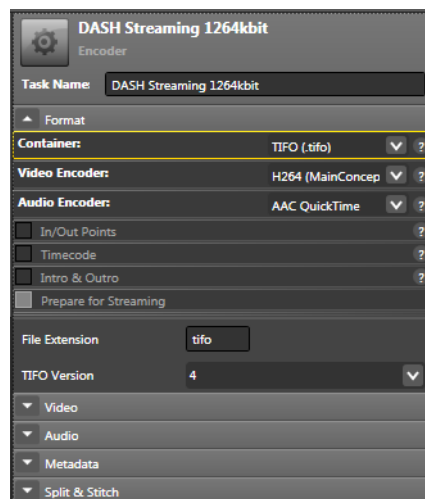 DASH Streaming 1264kbit
Encoder
Task Name: DASH Streaming 1264kbit
Format
Container: TIFO (.tifo) ?
Video Encoder: H264 (MainConcep ?
Audio Encoder: AAC QuickTime ?
In/Out Points ?
Timecode ?
Intro & Outro ?
Prepare for Streaming
File Extension tifo
TIFO Version 4
Video
Audio
Metadata
Split & Stitch